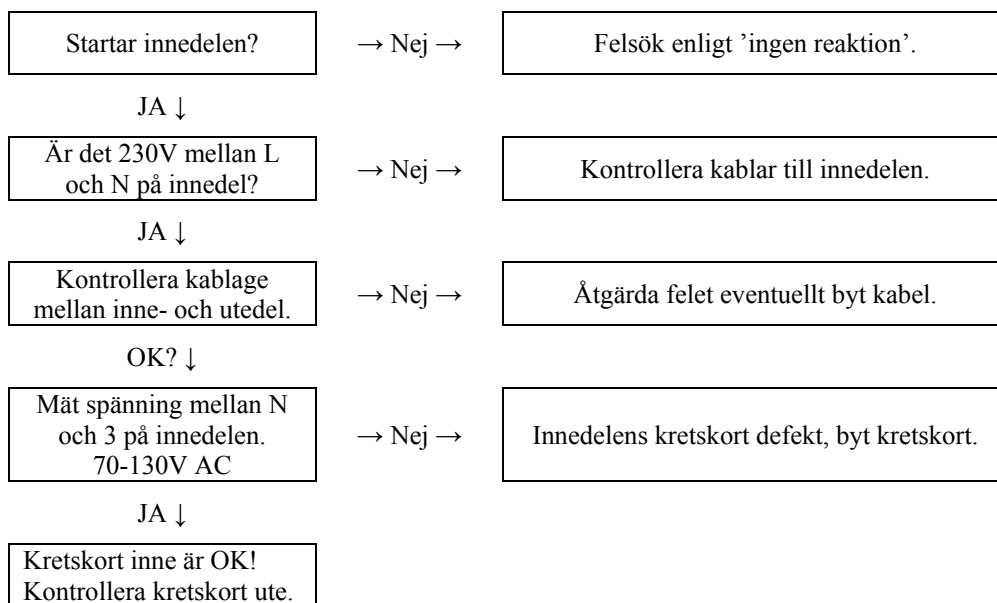 Startar innedelen? → Nej → Felsök enligt ’ingen reaktion’.
JA ↓
Är det 230V mellan L
och N på innedel? → Nej → Kontrollera kablar till innedelen.
JA ↓
Kontrollera kablage
mellan inne- och utedel. → Nej → Åtgärda felet eventuellt byt kabel.
OK? ↓
Mät spänning mellan N
och 3 på innedelen. → Nej → Innedelens kretskort defekt, byt kretskort.
70-130V AC
JA ↓
Kretskort inne är OK!
Kontrollera kretskort ute.